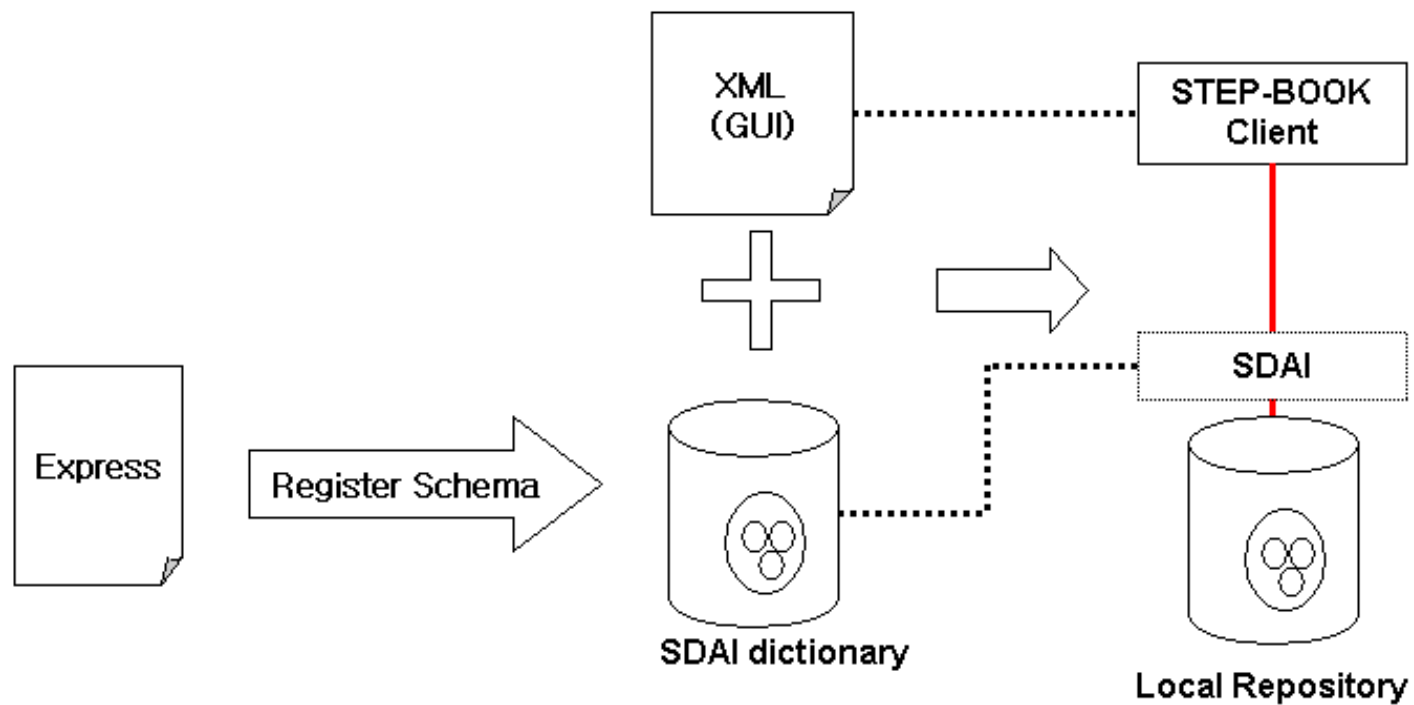 XML
(GUI)
STEP-BOOK
Client
SDAI
Express
Register Schema
SDAI dictionary
Local Repository